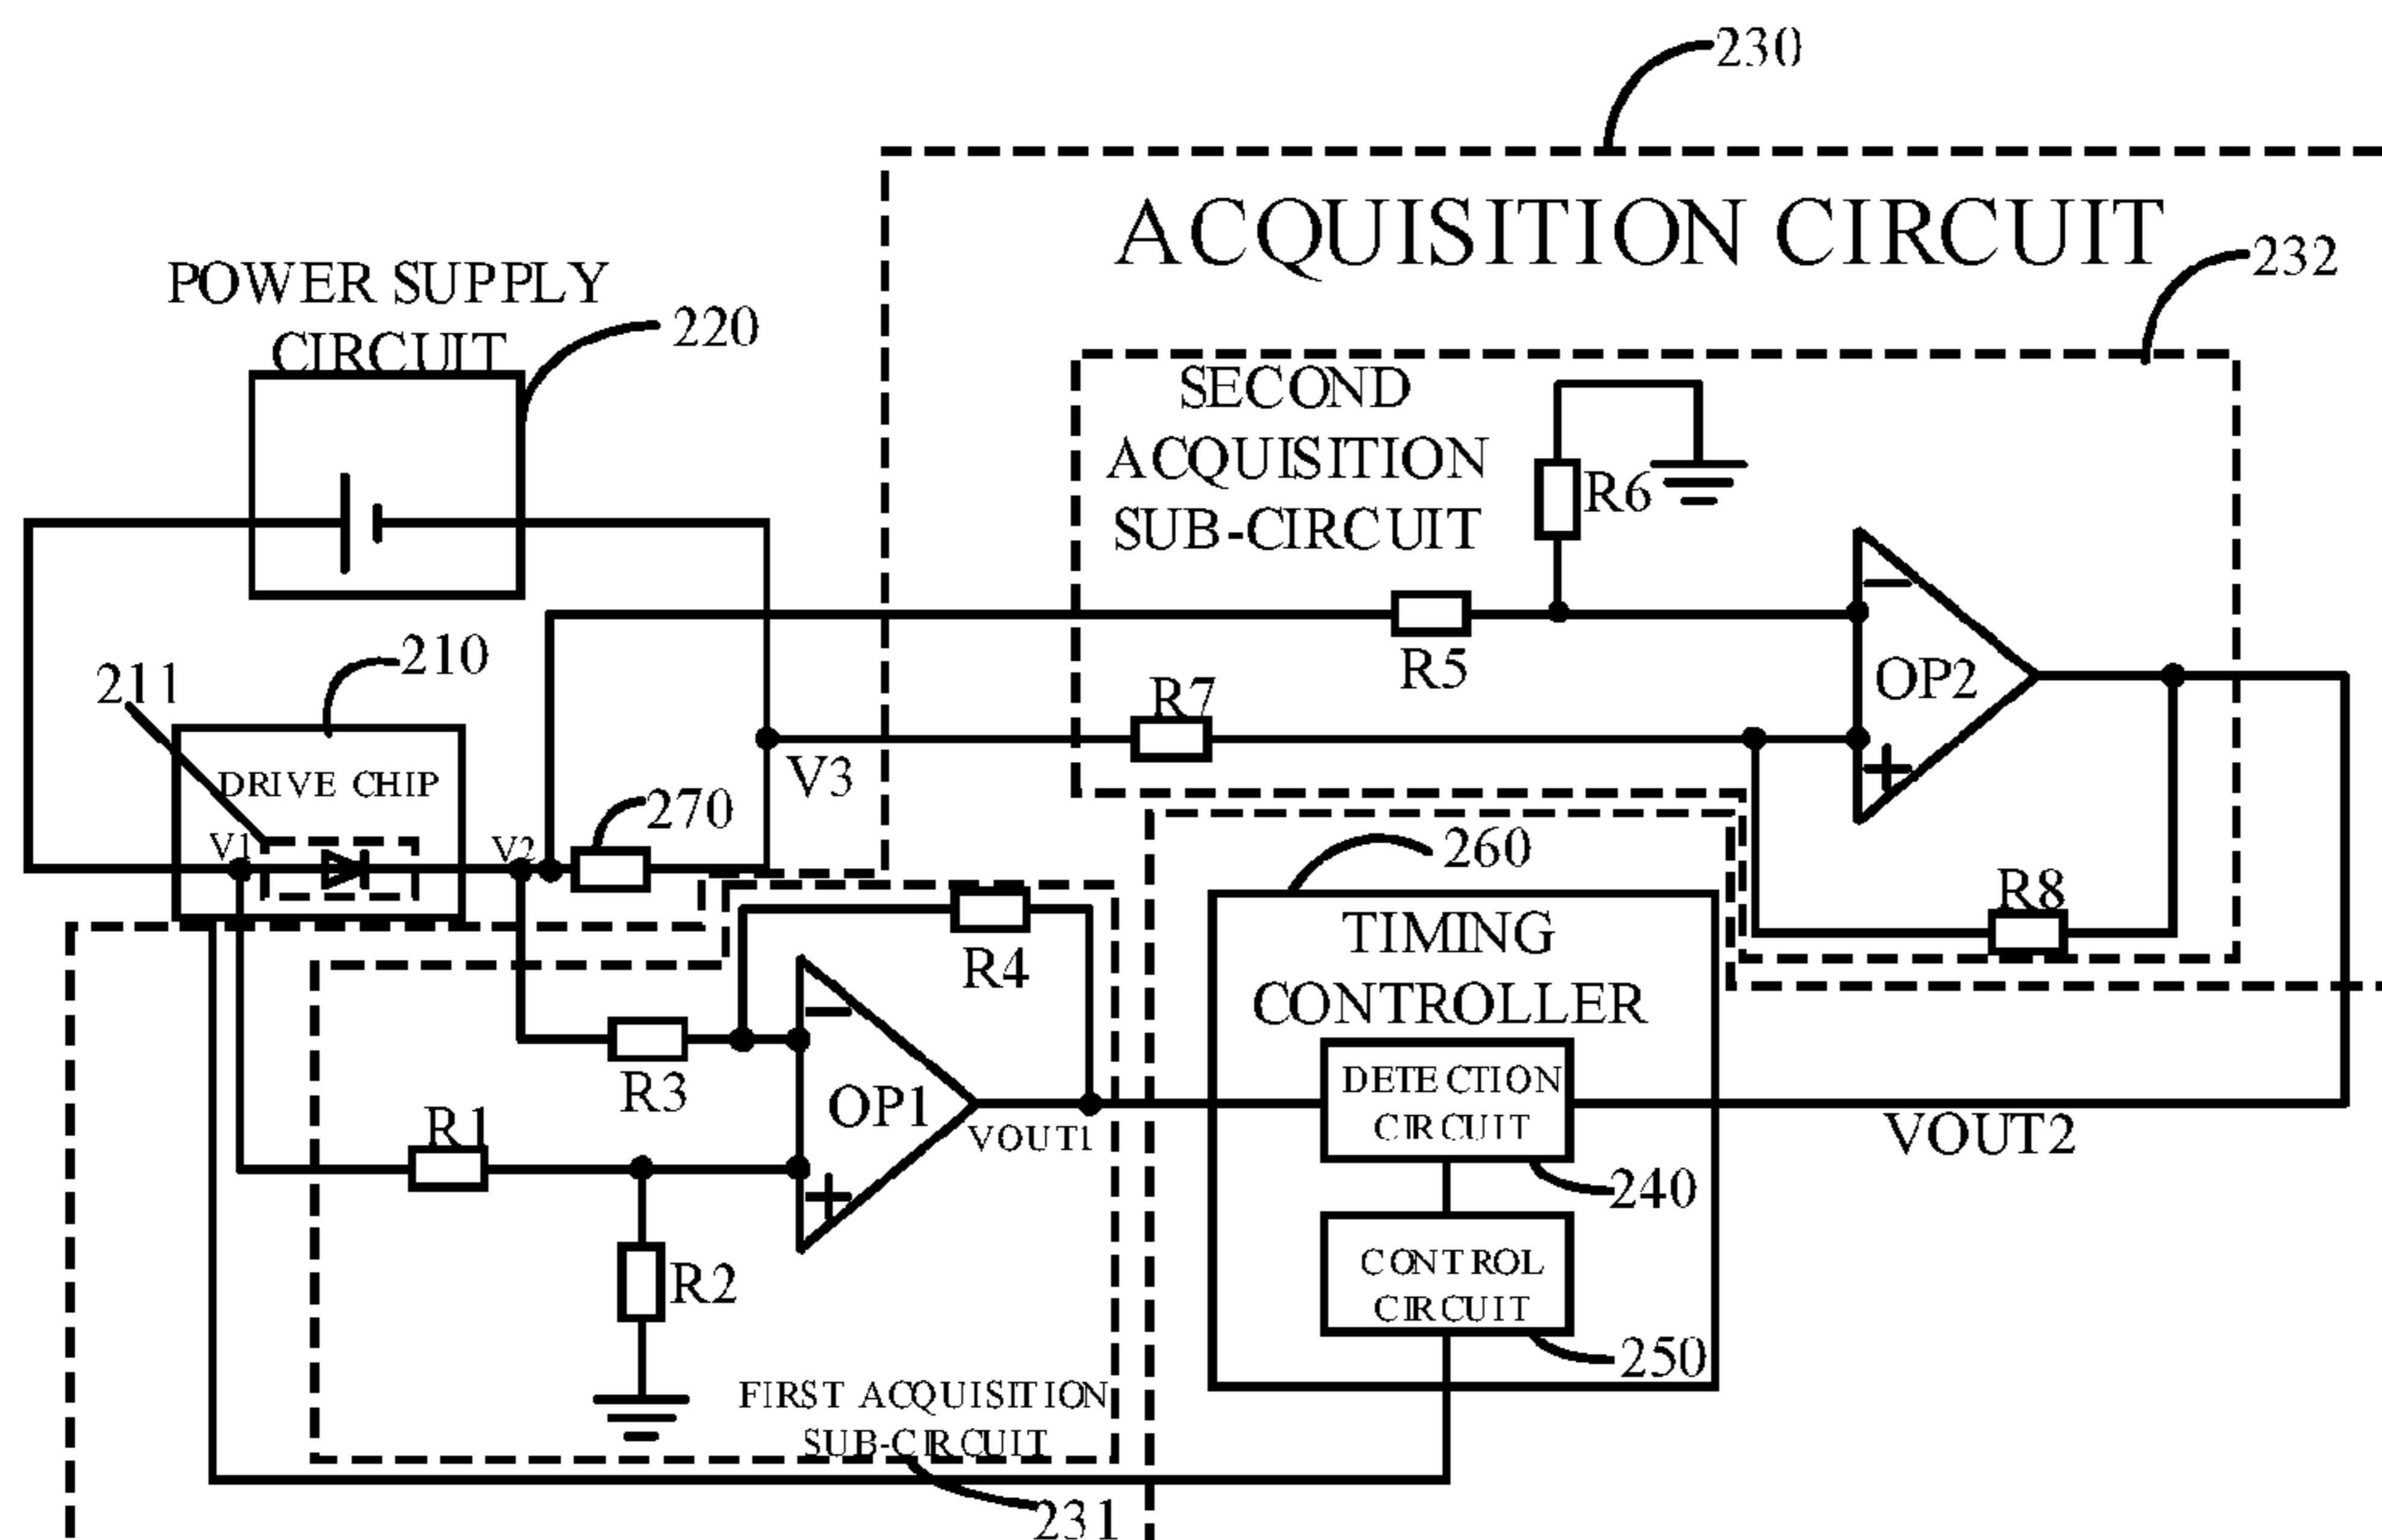 230
ACQUISITION CIRCUIT
232
POWER SUPPLY
CIRCUIT
220
SECOND
ACQUISITION
SUB-CIRCUIT
R6
−
OP2
+
R5
R7
210
211
DRIVE CHIP
V1
V2
270
V3
260
TIMING
CONTROLLER
R8
R4
−
R3
OP1
+
VOUT1
DETECTION
CIRCUIT
VOUT2
R1
240
R2
CONTROL
CIRCUIT
250
FIRST ACQUISITION
SUB-CIRCUIT
231